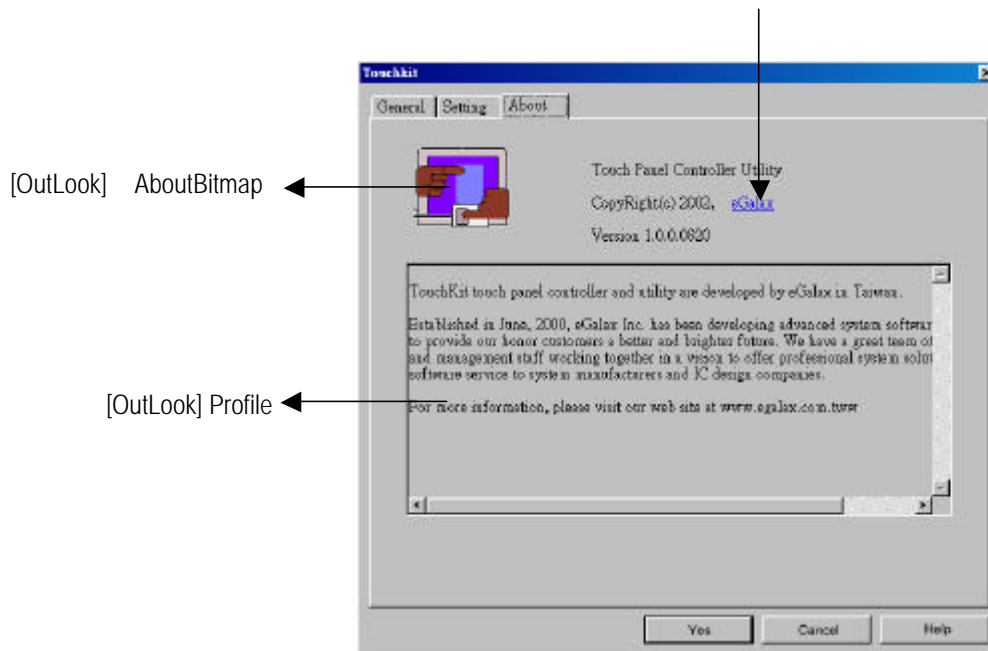 Touchkit
General Setting About
[OutLook] AboutBitmap
Touch Panel Controller Utility
CopyRight(c) 2002, eGalax
Version 1.0.0.0620
TouchKit touch panel controller and utility are developed by eGalax in Taiwan.
Established in June, 2000, eGalax Inc. has been developing advanced system softwar
to provide our honor customers a better and brighter future. We have a great team of
and management staff working together in a vision to offer professional system solut
software service to system manufacturers and IC design companies.
[OutLook] Profile
For more information, please visit our web site at www.egalax.com.tww
Yes Cancel Help